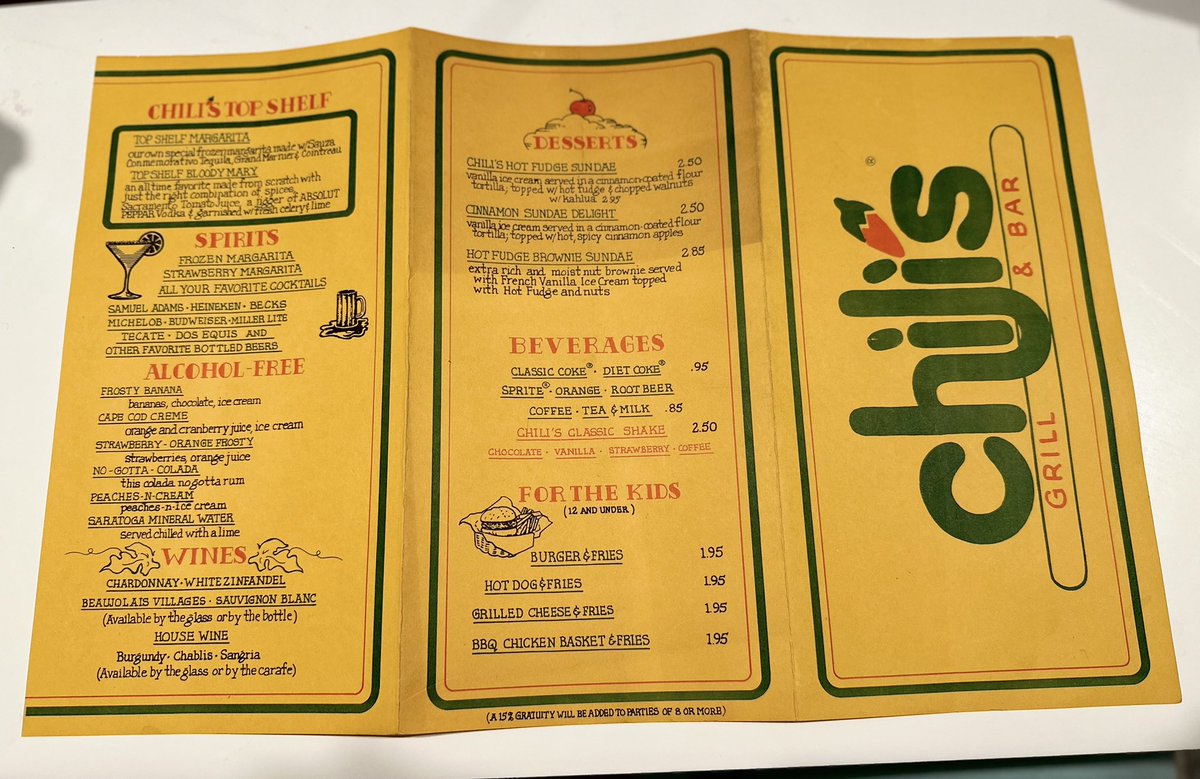 CHILI'S TOP SHELF
TOP SHELF MARGARITA
our own special frozen margarita made w/Sauza
Conmemorativo Tequila, Grand Marnier & Cointreau
TOP SHELF BLOODY MARY
an all time favorite made from scratch with
just the right combination of spices,
Sacramento Tomato Juice, a jigger of ABSOLUT
PEPPAR Vodka & garnished w/fresh celery & lime
SPIRITS
FROZEN MARGARITA
STRAWBERRY MARGARITA
ALL YOUR FAVORITE COCKTAILS
SAMUEL ADAMS · HEINEKEN · BECKS
MICHELOB · BUDWEISER · MILLER LITE
TECATE · DOS EQUIS AND
OTHER FAVORITE BOTTLED BEERS
ALCOHOL-FREE
FROSTY BANANA
bananas, chocolate, ice cream
CAPE COD CREME
orange and cranberry juice, ice cream
STRAWBERRY - ORANGE FROSTY
strawberries, orange juice
NO - GOTTA - COLADA
this colada no gotta rum
PEACHES-N-CREAM
peaches-n-ice cream
SARATOGA MINERAL WATER
served chilled with a lime
WINES
CHARDONNAY · WHITE ZINFANDEL
BEAUJOLAIS VILLAGES · SAUVIGNON BLANC
(Available by the glass or by the bottle)
HOUSE WINE
Burgundy · Chablis · Sangria
(Available by the glass or by the carafe)
DESSERTS
CHILI'S HOT FUDGE SUNDAE 2.50
vanilla ice cream served in a cinnamon-coated flour
tortilla, topped w/hot fudge & chopped walnuts
w/kahlua 2.95
CINNAMON SUNDAE DELIGHT 2.50
vanilla ice cream served in a cinnamon-coated flour
tortilla; topped w/hot, spicy cinnamon apples
HOT FUDGE BROWNIE SUNDAE 2.85
extra rich and moist nut brownie served
with French Vanilla Ice Cream topped
with Hot Fudge and nuts
BEVERAGES
CLASSIC COKE® · DIET COKE® .95
SPRITE® · ORANGE · ROOT BEER
COFFEE · TEA & MILK .85
CHILI'S CLASSIC SHAKE 2.50
CHOCOLATE · VANILLA · STRAWBERRY · COFFEE
FOR THE KIDS
(12 AND UNDER)
BURGER & FRIES 1.95
HOT DOG & FRIES 1.95
GRILLED CHEESE & FRIES 1.95
BBQ CHICKEN BASKET & FRIES 1.95
(A 15% GRATUITY WILL BE ADDED TO PARTIES OF 8 OR MORE)
chili's ®
GRILL & BAR